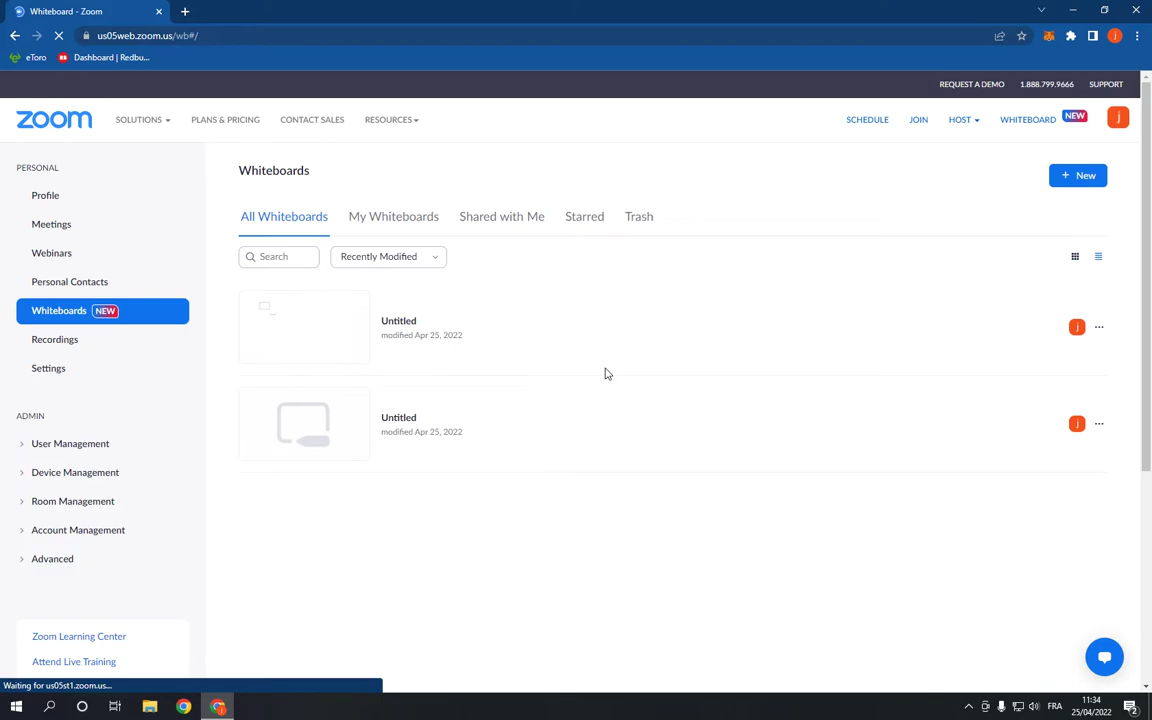 Whiteboard - Zoom
us05web.zoom.us/wb#/
eToro
Dashboard | Redbu...
REQUEST A DEMO 1.888.799.9666 SUPPORT
zoom
SOLUTIONS PLANS & PRICING CONTACT SALES RESOURCES SCHEDULE JOIN HOST WHITEBOARD NEW j
PERSONAL
Profile
Meetings
Webinars
Personal Contacts
Whiteboards NEW
Recordings
Settings
ADMIN
User Management
Device Management
Room Management
Account Management
Advanced
Zoom Learning Center
Attend Live Training
Whiteboards
+ New
All Whiteboards My Whiteboards Shared with Me Starred Trash
Search Recently Modified
Untitled
modified Apr 25, 2022
j
Untitled
modified Apr 25, 2022
j
Waiting for us05st1.zoom.us...
FRA
11:34
25/04/2022
2